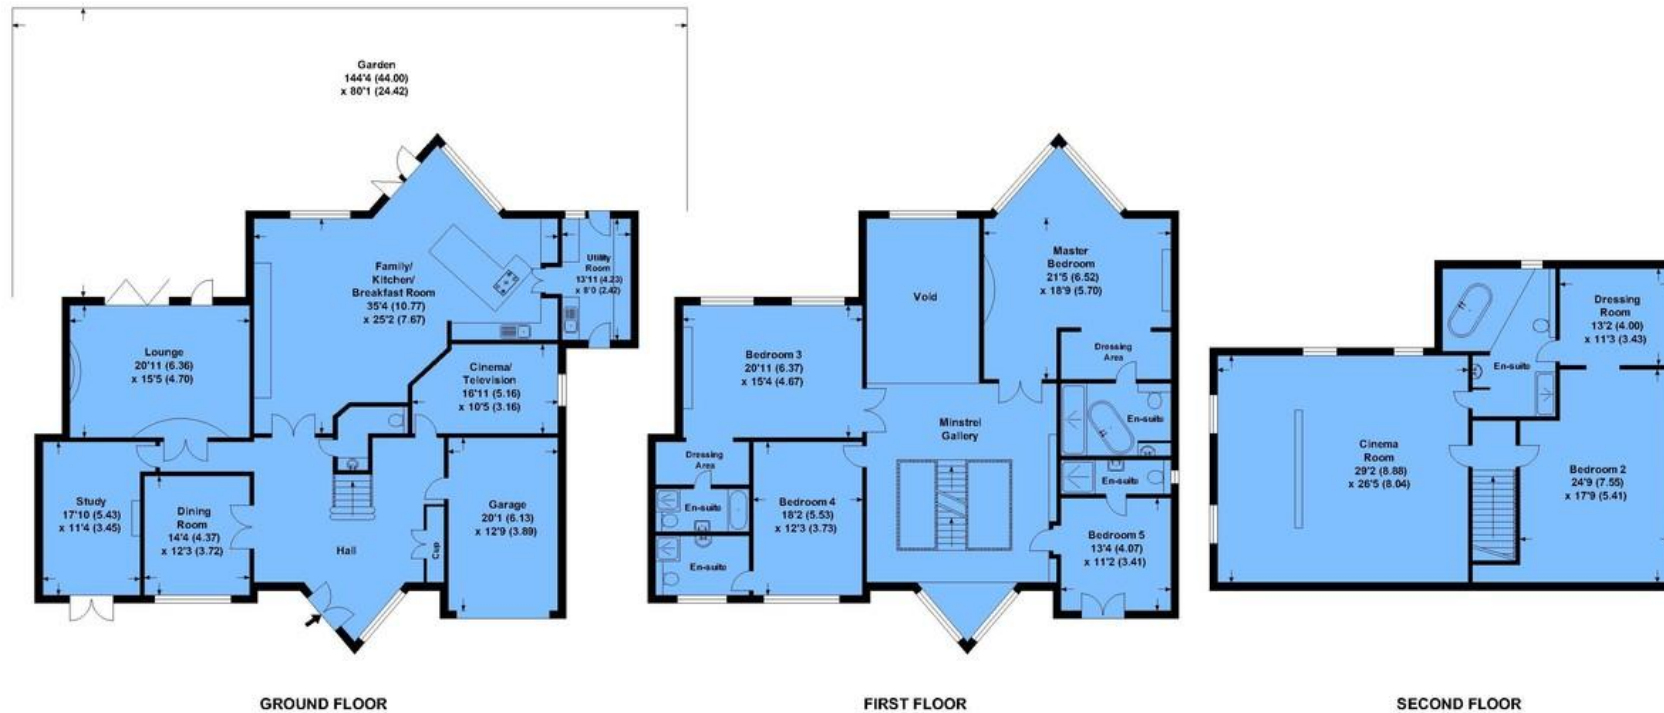 Garden
144'4 (44.00)
x 80'1 (24.42)
Family/
Kitchen/
Breakfast Room
35'4 (10.77)
x 25'2 (7.67)
Utility
Room
13'11 (4.23)
x 8'0 (2.42)
Lounge
20'11 (6.36)
x 15'5 (4.70)
Cinema/
Television
16'11 (5.16)
x 10'5 (3.16)
Study
17'10 (5.43)
x 11'4 (3.45)
Dining
Room
14'4 (4.37)
x 12'3 (3.72)
Hall
Cup
Garage
20'1 (6.13)
x 12'9 (3.89)
GROUND FLOOR
Void
Master
Bedroom
21'5 (6.52)
x 18'9 (5.70)
Bedroom 3
20'11 (6.37)
x 15'4 (4.67)
Dressing
Area
En-suite
Minstrel
Gallery
Dressing
Area
En-suite
Bedroom 4
18'2 (5.53)
x 12'3 (3.73)
En-suite
En-suite
Bedroom 5
13'4 (4.07)
x 11'2 (3.41)
FIRST FLOOR
Dressing
Room
13'2 (4.00)
x 11'3 (3.43)
En-suite
Cinema
Room
29'2 (8.88)
x 26'5 (8.04)
Bedroom 2
24'9 (7.55)
x 17'9 (5.41)
SECOND FLOOR